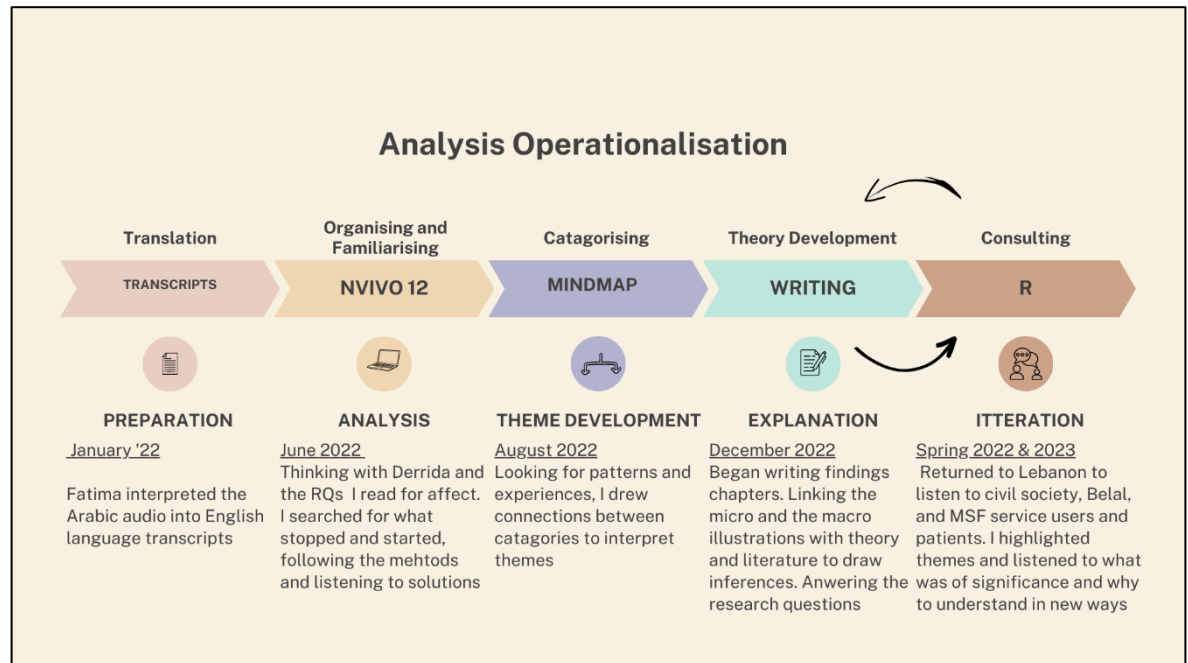 Analysis Operationalisation
Translation
TRANSCRIPTS
PREPARATION
January '22
Fatima interpreted the
Arabic audio into English
language transcripts
Organising and
Familiarising
NVIVO 12
ANALYSIS
June 2022
Thinking with Derrida and
the RQs I read for affect.
I searched for what
stopped and started,
following the mehtods
and listening to solutions
Catagorising
MINDMAP
THEME DEVELOPMENT
August 2022
Looking for patterns and
experiences, I drew
connections between
catagories to interpret
themes
Theory Development
WRITING
EXPLANATION
December 2022
Began writing findings
chapters. Linking the
micro and the macro
illustrations with theory
and literature to draw
inferences. Anwering the
research questions
Consulting
R
ITTERATION
Spring 2022 & 2023
Returned to Lebanon to
listen to civil society, Belal,
and MSF service users and
patients. I highlighted
themes and listened to what
was of significance and why
to understand in new ways